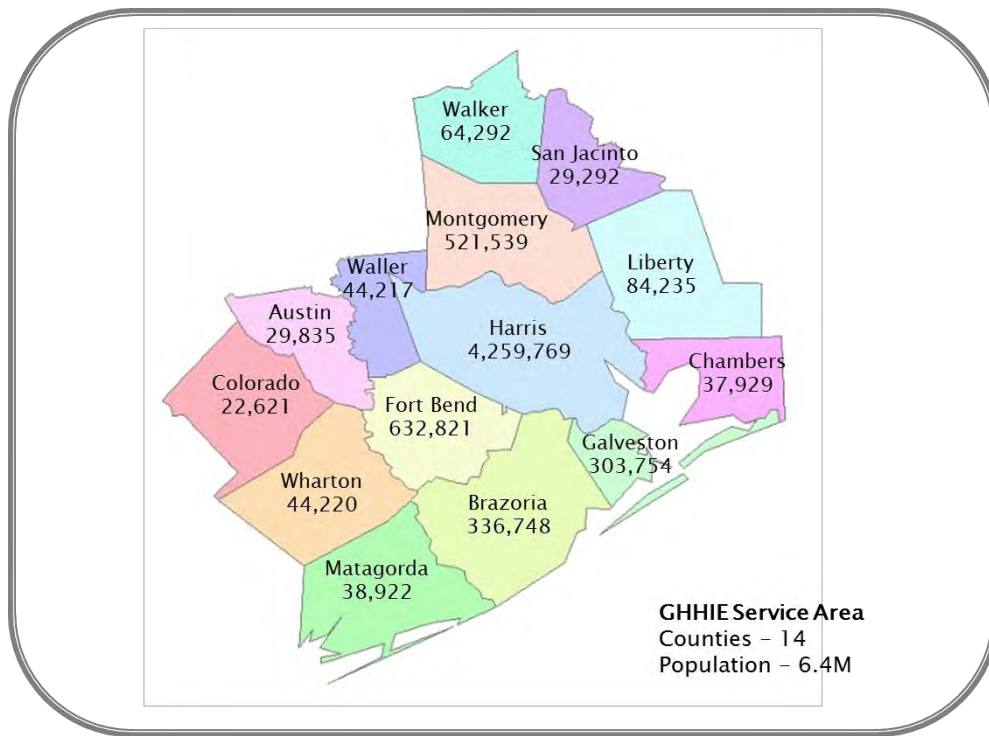 Walker
64,292
San Jacinto
29,292
Montgomery
521,539
Liberty
84,235
Waller
44,217
Austin
29,835
Harris
4,259,769
Chambers
37,929
Colorado
22,621
Fort Bend
632,821
Galveston
303,754
Wharton
44,220
Brazoria
336,748
Matagorda
38,922
GHHIE Service Area
Counties – 14
Population – 6.4M